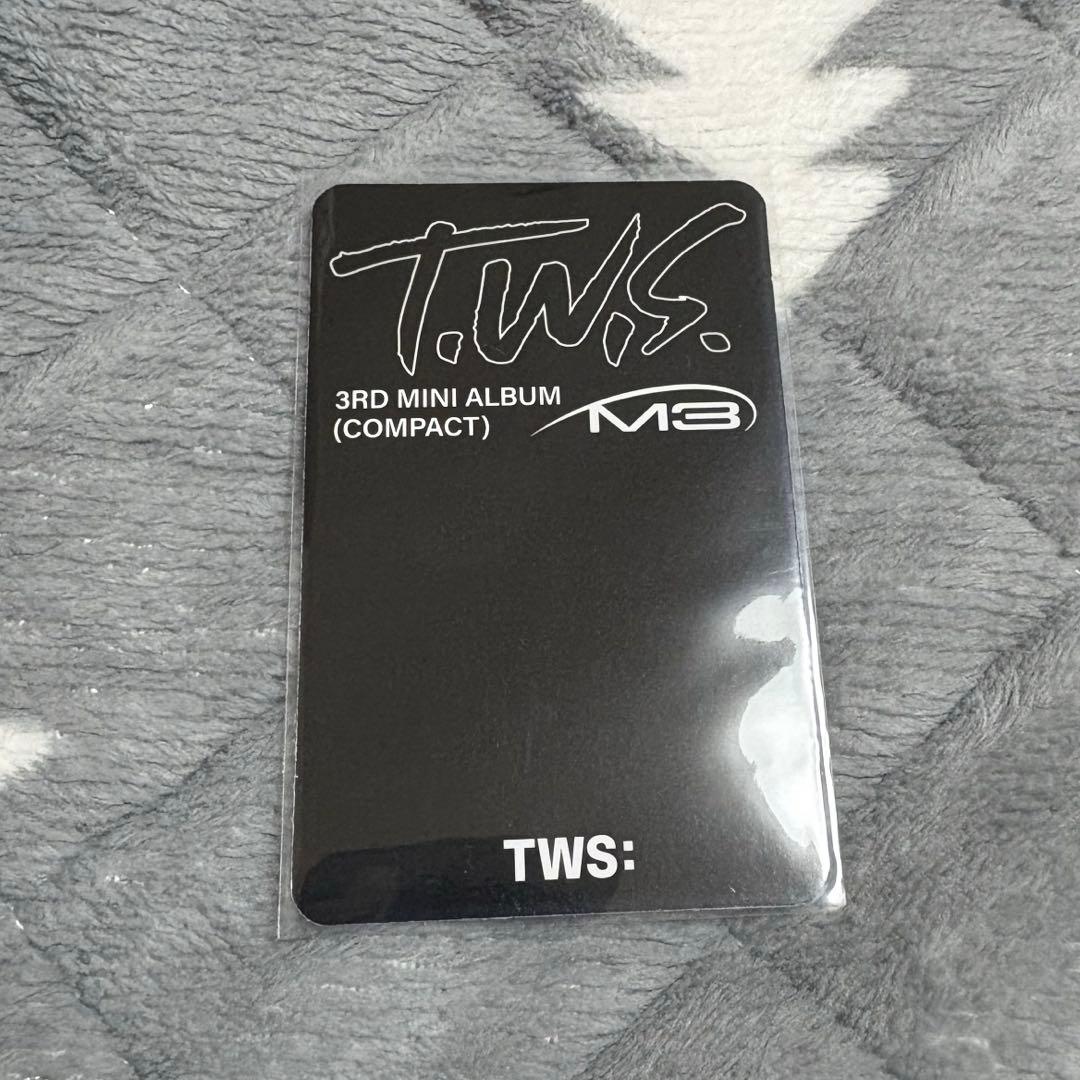 T.W.S.
3RD MINI ALBUM
(COMPACT)
M3
TWS: